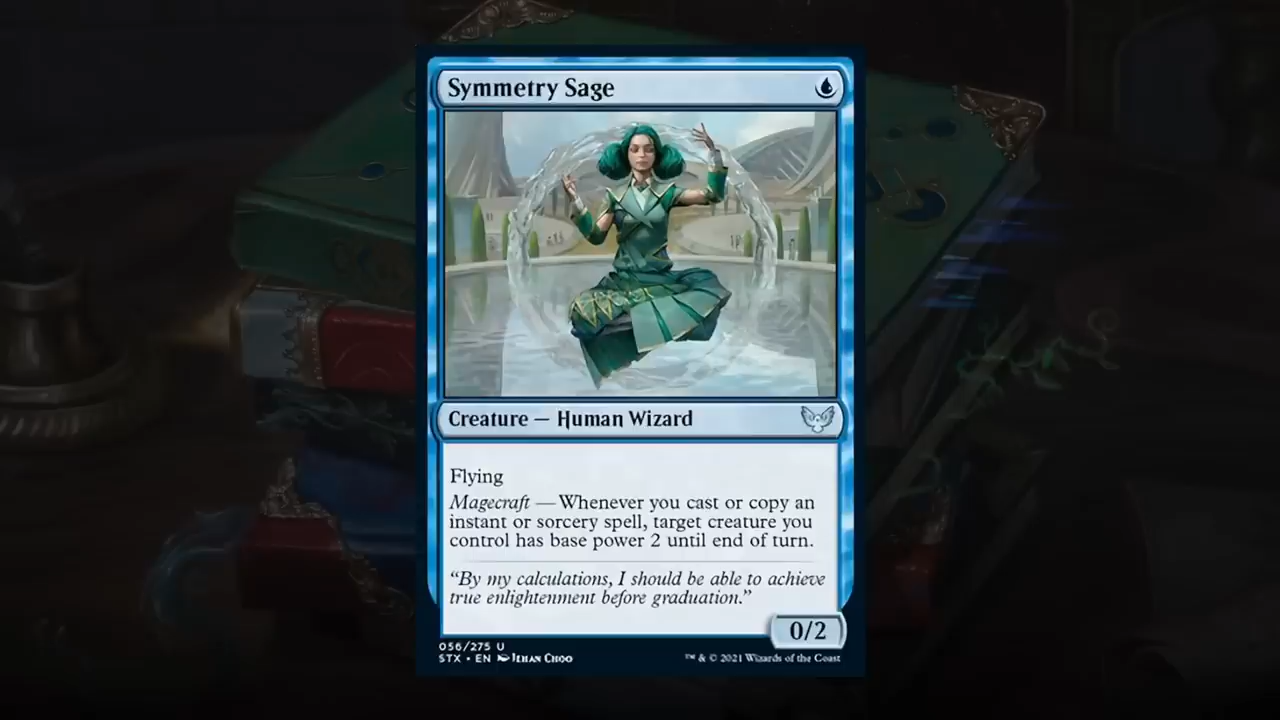 Symmetry Sage
Creature — Human Wizard
Flying
Magecraft — Whenever you cast or copy an
instant or sorcery spell, target creature you
control has base power 2 until end of turn.
“By my calculations, I should be able to achieve
true enlightenment before graduation.”
0/2
056/275 U
STX • EN Jehan Choo
™ & © 2021 Wizards of the Coast